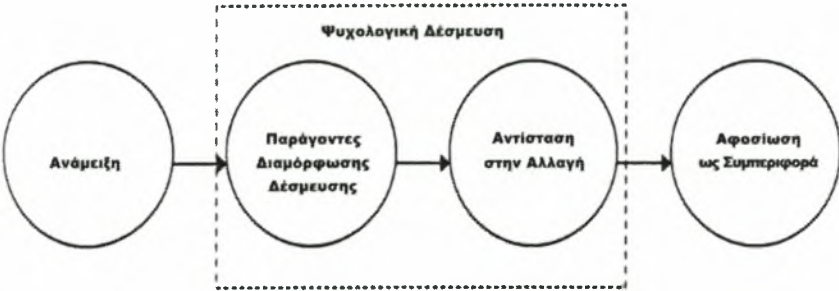 Ψυχολογική Δέσμευση
Ανάμειξη
Παράγοντες
Διαμόρφωσης
Δέσμευσης
Αντίσταση
στην Αλλαγή
Αφοσίωση
ως Συμπεριφορά